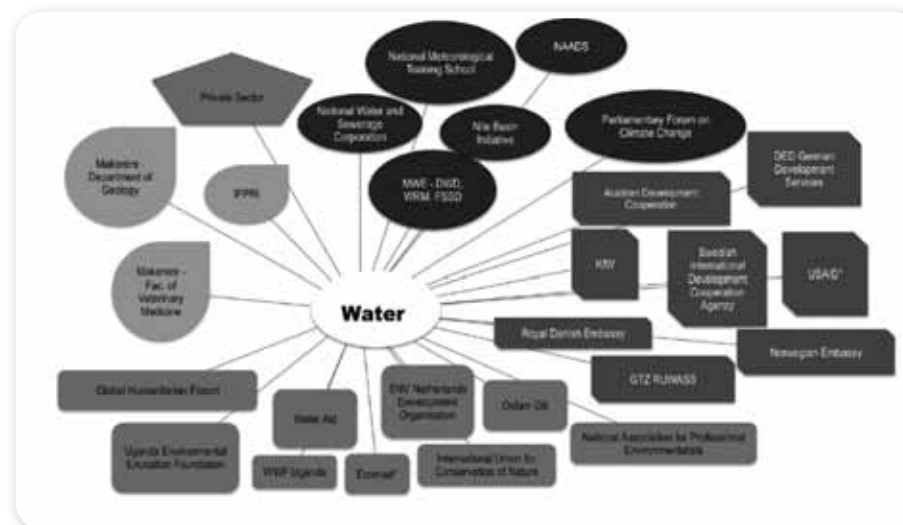 National Meteorological
Training School
NAADS
Private Sector
National Water and
Sewerage
Corporation
Nile Basin
Initiative
Parliamentary Forum on
Climate Change
Makerere -
Department of
Geology
IFPRI
MWE - DWD,
WRM, FSSD
DED German
Development
Services
Austrian Development
Cooperation
Makerere -
Fac. of
Veterinary
Medicine
KfW
Swedish
International
Development
Cooperation
Agency
USAID*
Water
Royal Danish Embassy
Norwegian Embassy
GTZ RUWASS
Global Humanitarian Forum
Water Aid
Development
Organisation
Oxfam GB
National Association for Professional
Environmentalists
Uganda Environmental
Education Foundation
WWF Uganda
International Union for
Conservation of Nature